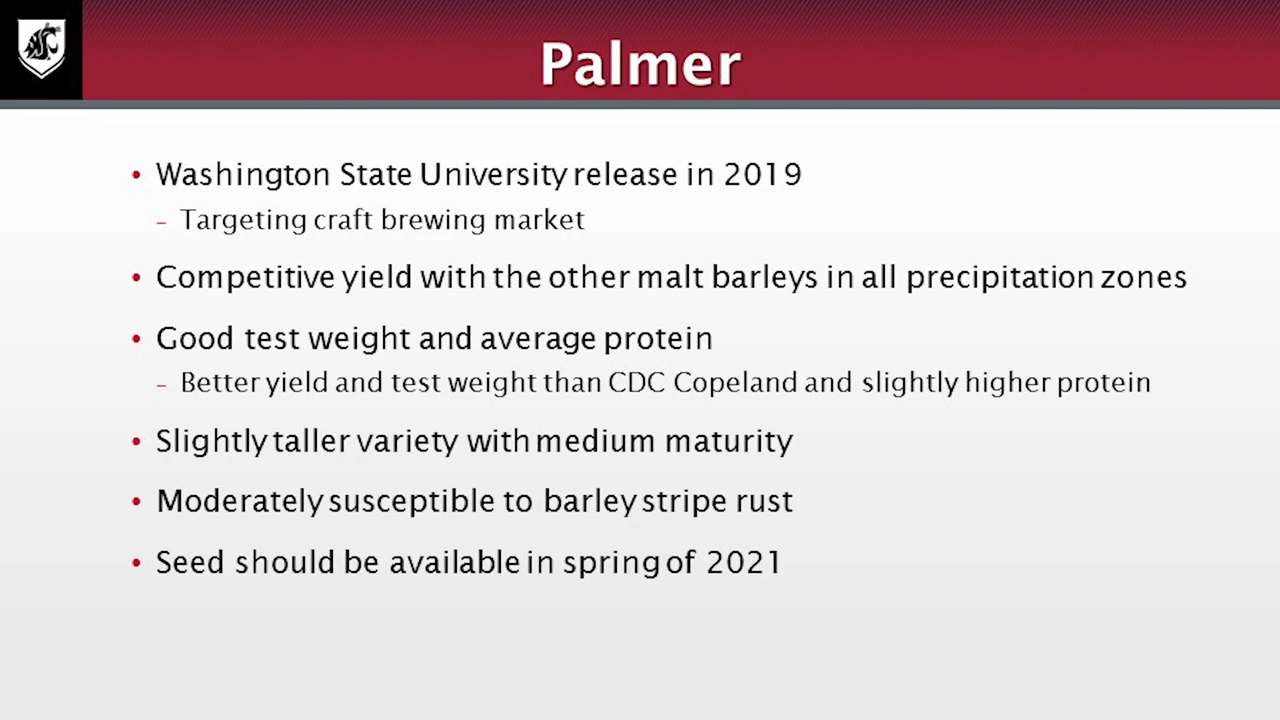 Palmer
• Washington State University release in 2019
– Targeting craft brewing market
• Competitive yield with the other malt barleys in all precipitation zones
• Good test weight and average protein
– Better yield and test weight than CDC Copeland and slightly higher protein
• Slightly taller variety with medium maturity
• Moderately susceptible to barley stripe rust
• Seed should be available in spring of 2021